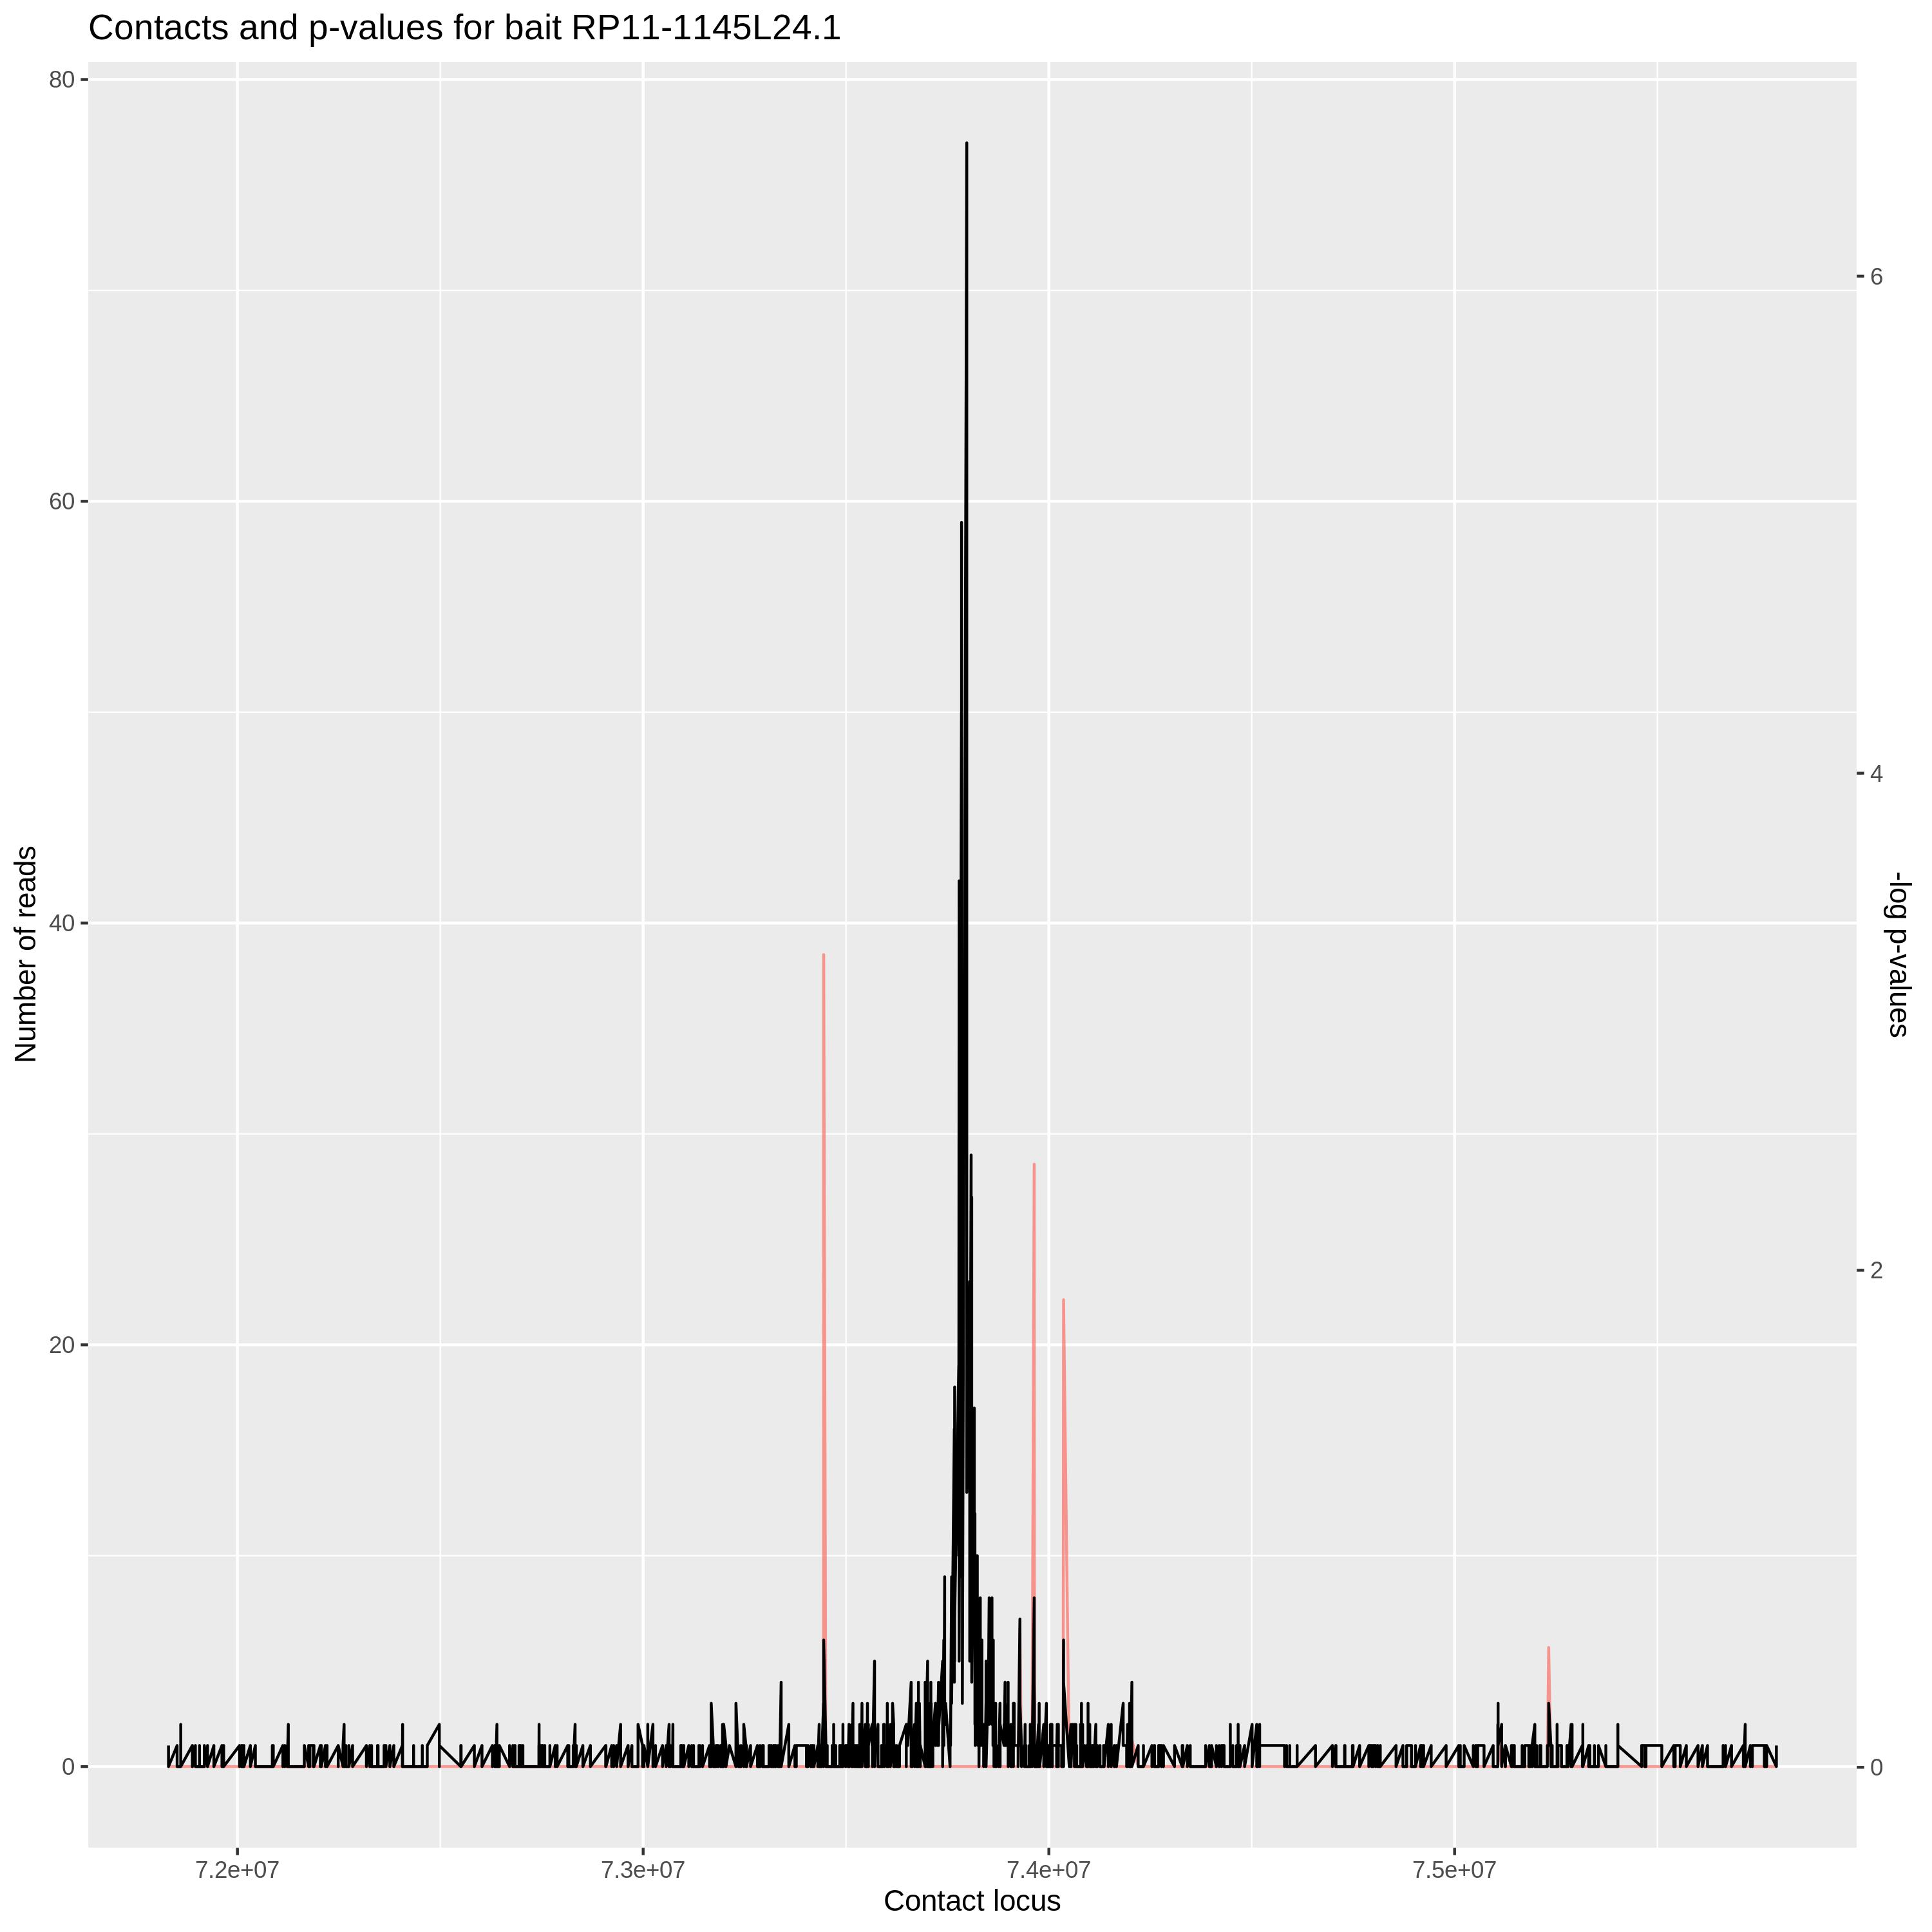 Contacts and p-values for bait RP11-1145L24.1
80
60
40
20
0
Number of reads
6
4
2
0
-log p-values
7.2e+07 7.3e+07 7.4e+07 7.5e+07
Contact locus